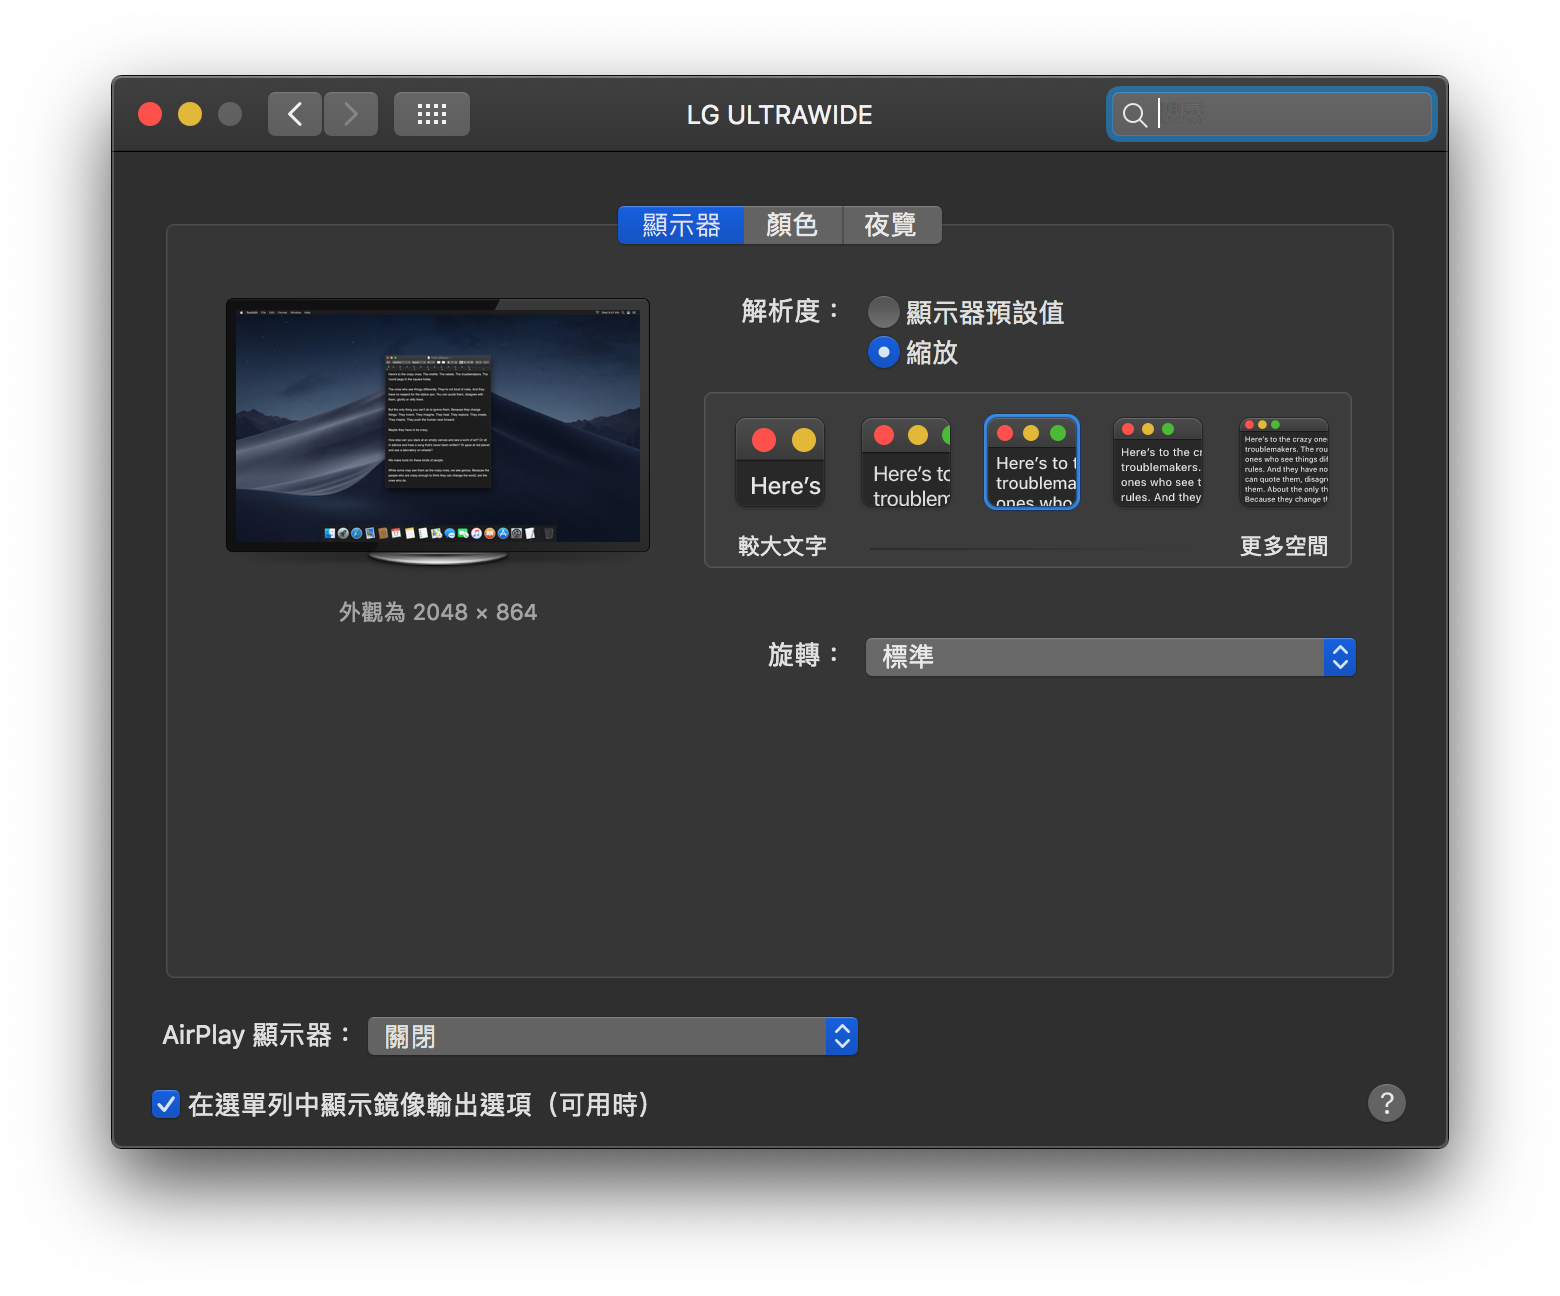 LG ULTRAWIDE
顯示器 顏色 夜覽
解析度： 顯示器預設值
縮放
Here's
Here's to
troublem
Here's to t
troublema
ones who
Here's to the cr
troublemakers.
ones who see t
rules. And they
Here's to the crazy one
troublemakers. The rou
ones who see things dif
rules. And they have no
can quote them, disagr
them. About the only th
Because they change th
較大文字 更多空間
外觀為 2048 × 864
旋轉： 標準
AirPlay 顯示器： 關閉
在選單列中顯示鏡像輸出選項（可用時）
?